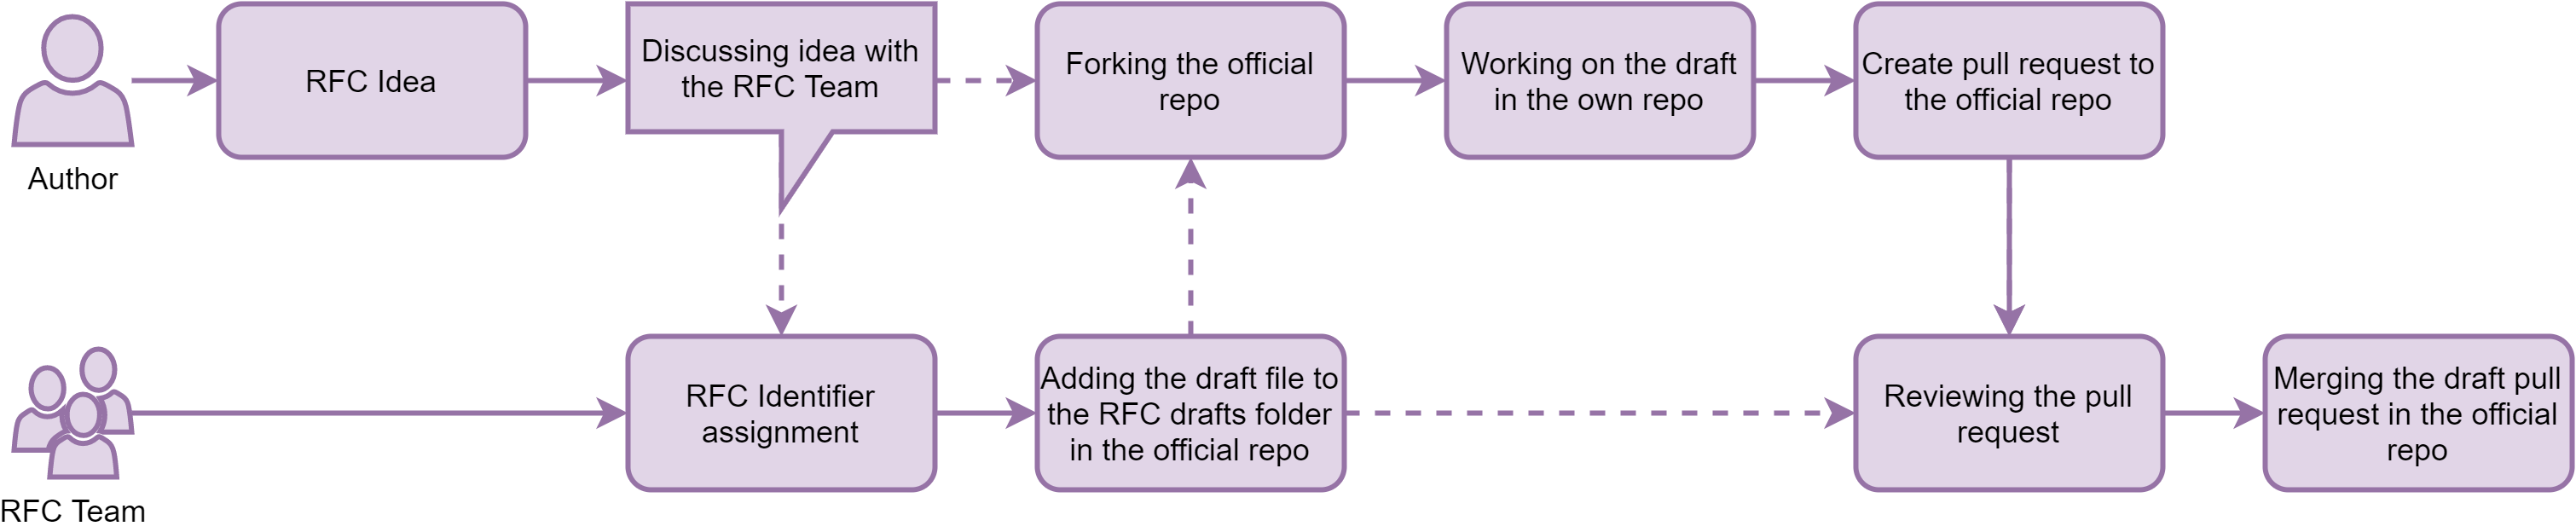 RFC Idea
Discussing idea with
the RFC Team
Forking the official
repo
Working on the draft
in the own repo
Create pull request to
the official repo
Author
RFC Identifier
assignment
Adding the draft file to
the RFC drafts folder
in the official repo
Reviewing the pull
request
Merging the draft pull
request in the official
repo
RFC Team